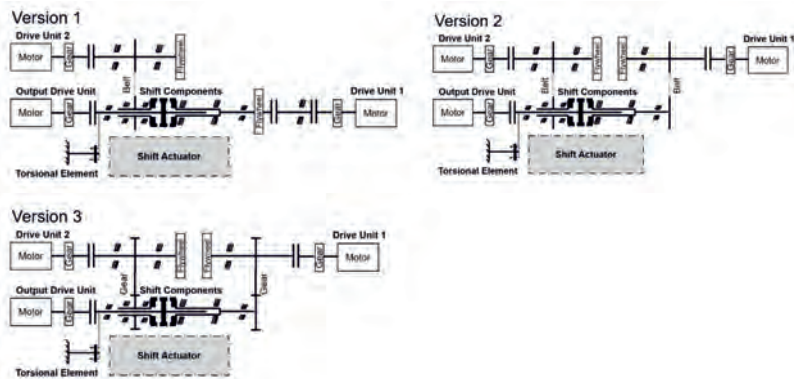 Version 1
Drive Unit 2
Motor
Gear
Flywheel
Belt
Output Drive Unit
Shift Components
Drive Unit 1
Motor
Gear
Flywheel
Gear
Motor
Shift Actuator
Torsional Element
Version 2
Drive Unit 2
Drive Unit 1
Motor
Gear
Flywheel
Flywheel
Gear
Motor
Belt
Belt
Output Drive Unit
Shift Components
Motor
Gear
Shift Actuator
Torsional Element
Version 3
Drive Unit 2
Drive Unit 1
Motor
Gear
Flywheel
Flywheel
Gear
Motor
Gear
Gear
Output Drive Unit
Shift Components
Motor
Gear
Shift Actuator
Torsional Element